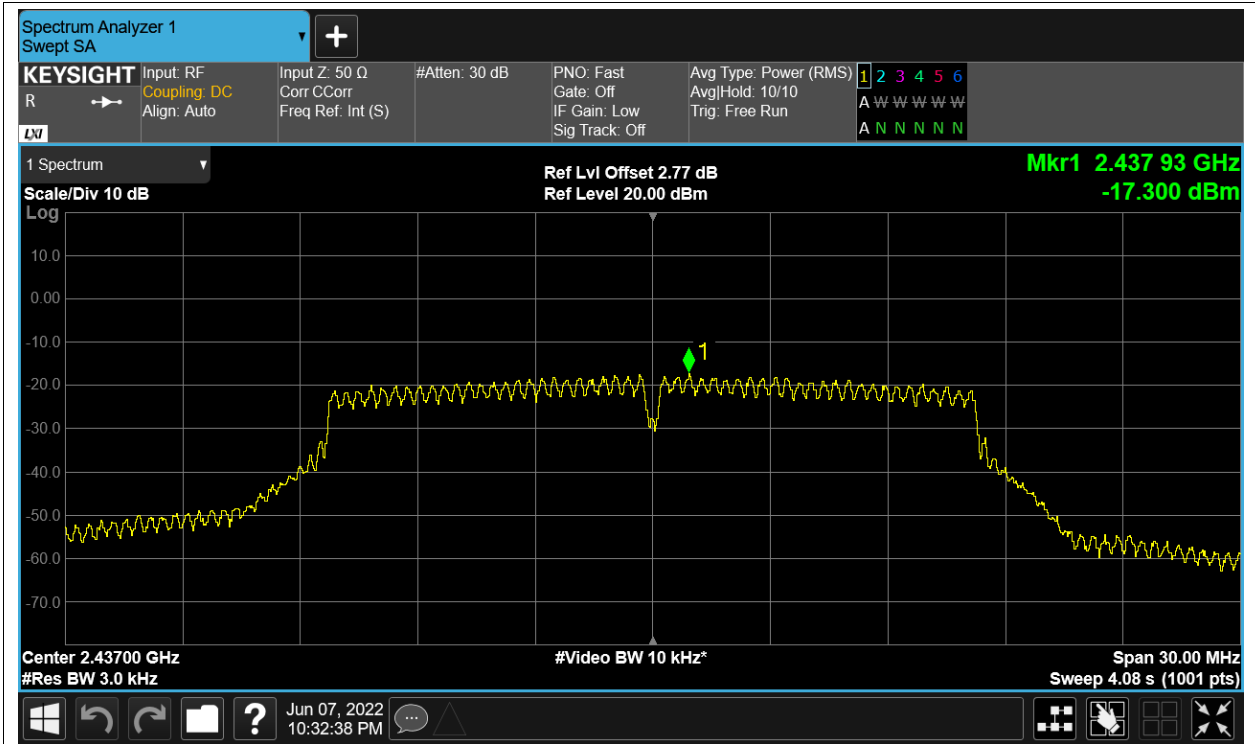 Spectrum Analyzer 1
Swept SA
KEYSIGHT
R
LXI
Input: RF
Coupling: DC
Align: Auto
Input Z: 50 Ω
Corr CCorr
Freq Ref: Int (S)
#Atten: 30 dB
PNO: Fast
Gate: Off
IF Gain: Low
Sig Track: Off
Avg Type: Power (RMS)
Avg|Hold: 10/10
Trig: Free Run
1 2 3 4 5 6
A W W W W W
A N N N N N
1 Spectrum
Scale/Div 10 dB
Log
Ref Lvl Offset 2.77 dB
Ref Level 20.00 dBm
Mkr1 2.437 93 GHz
-17.300 dBm
10.0
0.00
-10.0
-20.0
-30.0
-40.0
-50.0
-60.0
-70.0
1
Center 2.43700 GHz
#Res BW 3.0 kHz
#Video BW 10 kHz*
Span 30.00 MHz
Sweep 4.08 s (1001 pts)
?
Jun 07, 2022
10:32:38 PM